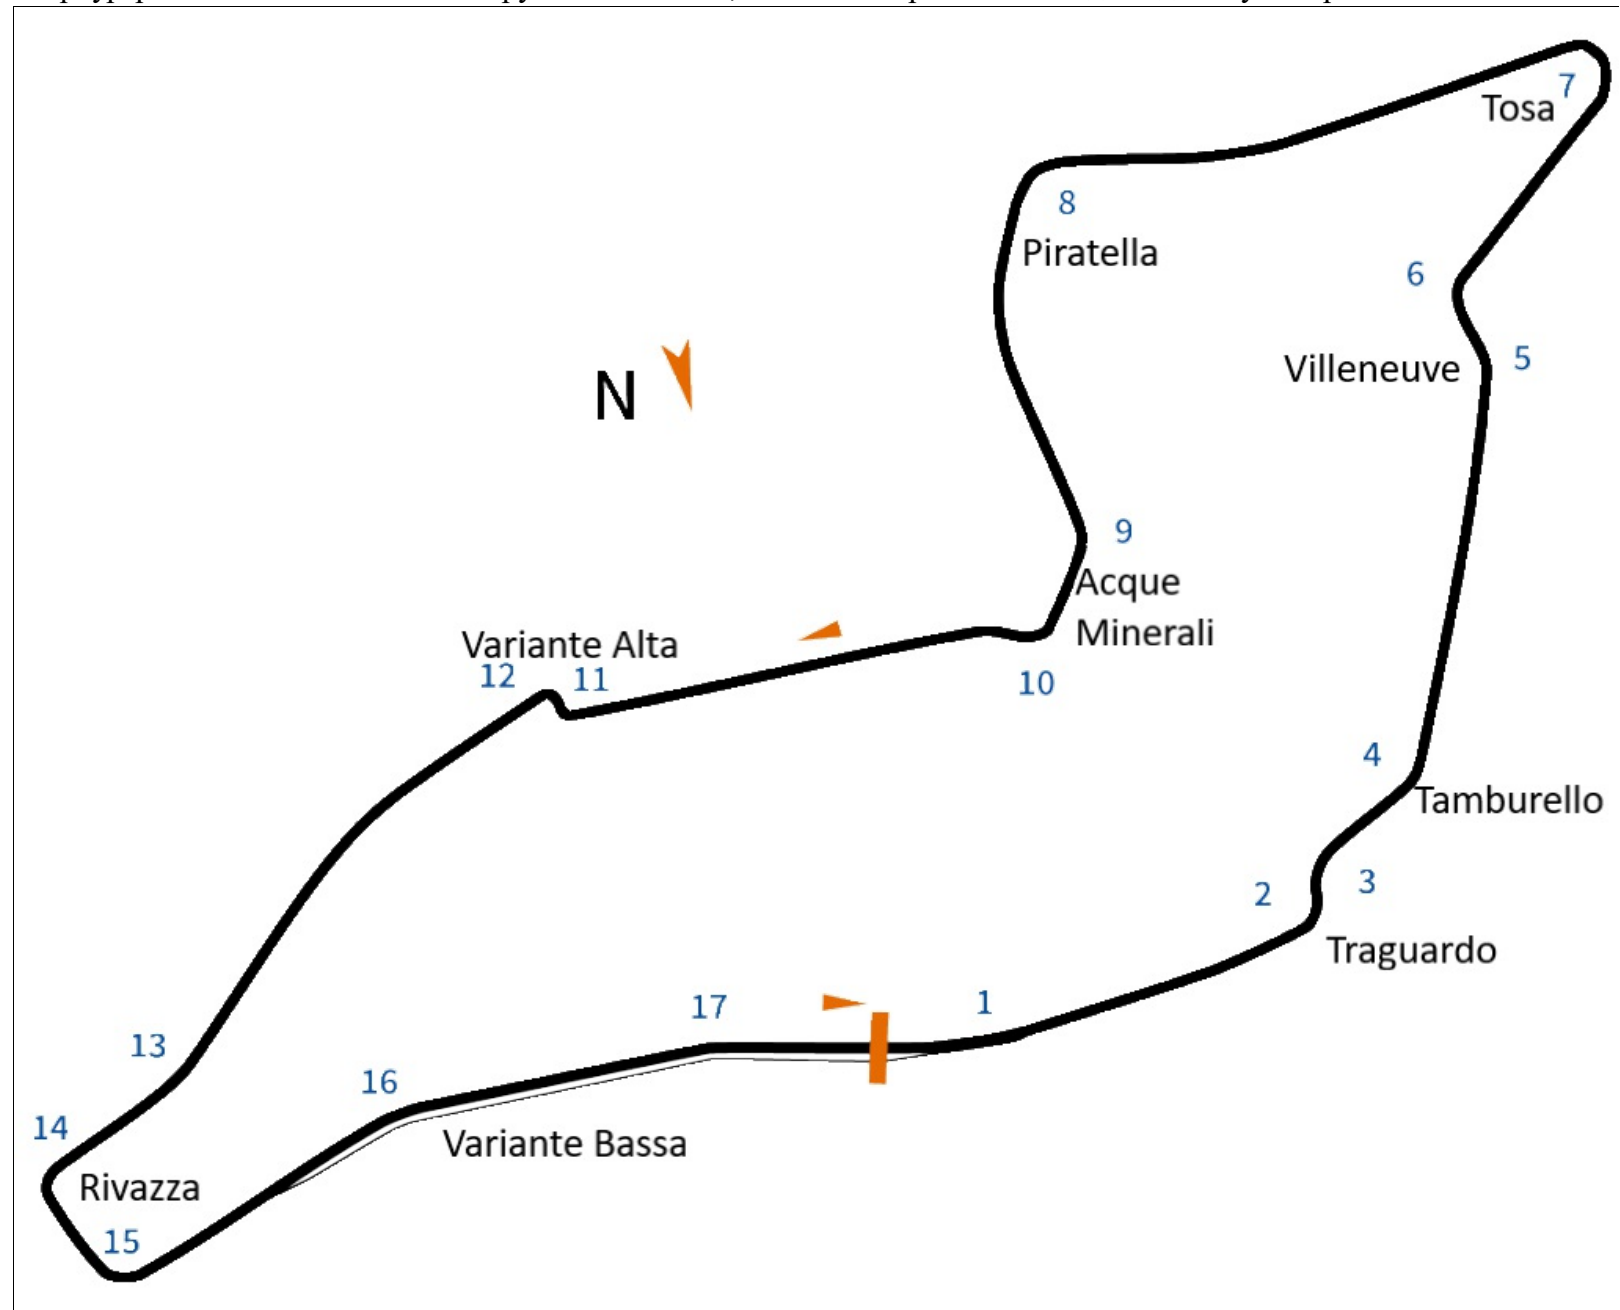 7
Tosa
8
Piratella
6
5
Villeneuve
N
9
Acque
Minerali
Variante Alta
12
11
10
4
Tamburello
3
2
Traguardo
1
17
13
16
14
Variante Bassa
Rivazza
15